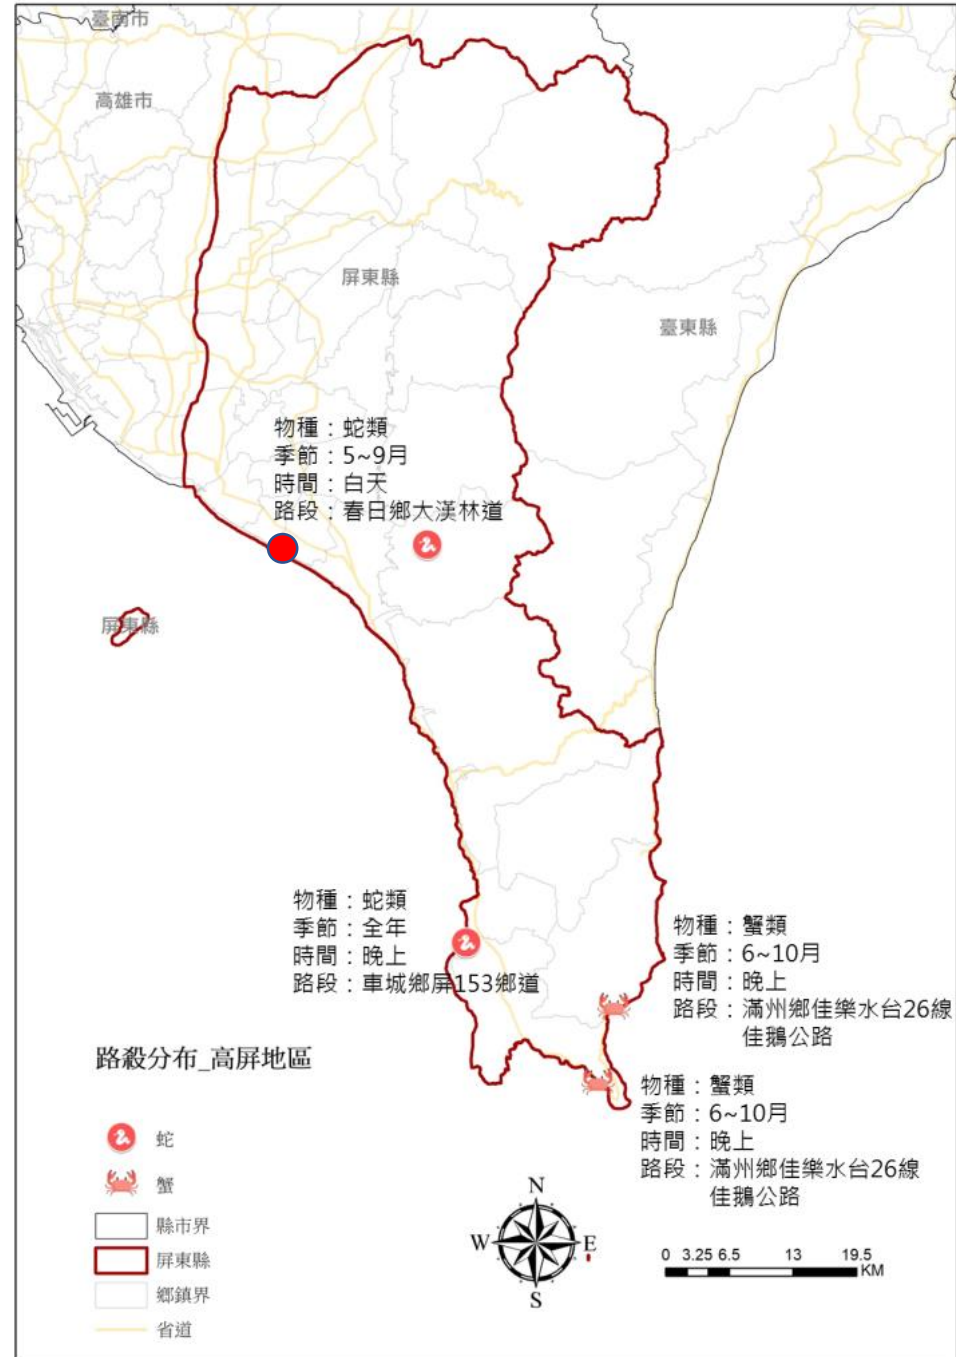 臺南市
高雄市
屏東縣
臺東縣
物種：蛇類
季節：5~9月
時間：白天
路段：春日鄉大漢林道
屏東縣
物種：蛇類
季節：全年
時間：晚上
路段：車城鄉屏153鄉道
物種：蟹類
季節：6~10月
時間：晚上
路段：滿州鄉佳樂水台26線
佳鵝公路
物種：蟹類
季節：6~10月
時間：晚上
路段：滿州鄉佳樂水台26線
佳鵝公路
路殺分布_高屏地區
蛇
蟹
縣市界
屏東縣
鄉鎮界
省道
N
W E
S
0 3.25 6.5 13 19.5
KM